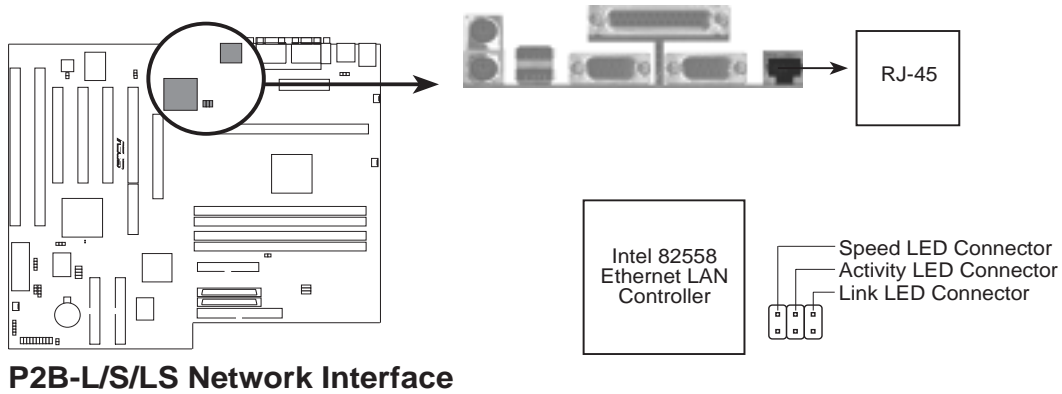 RJ-45
Intel 82558
Ethernet LAN
Controller
Speed LED Connector
Activity LED Connector
Link LED Connector
P2B-L/S/LS Network Interface